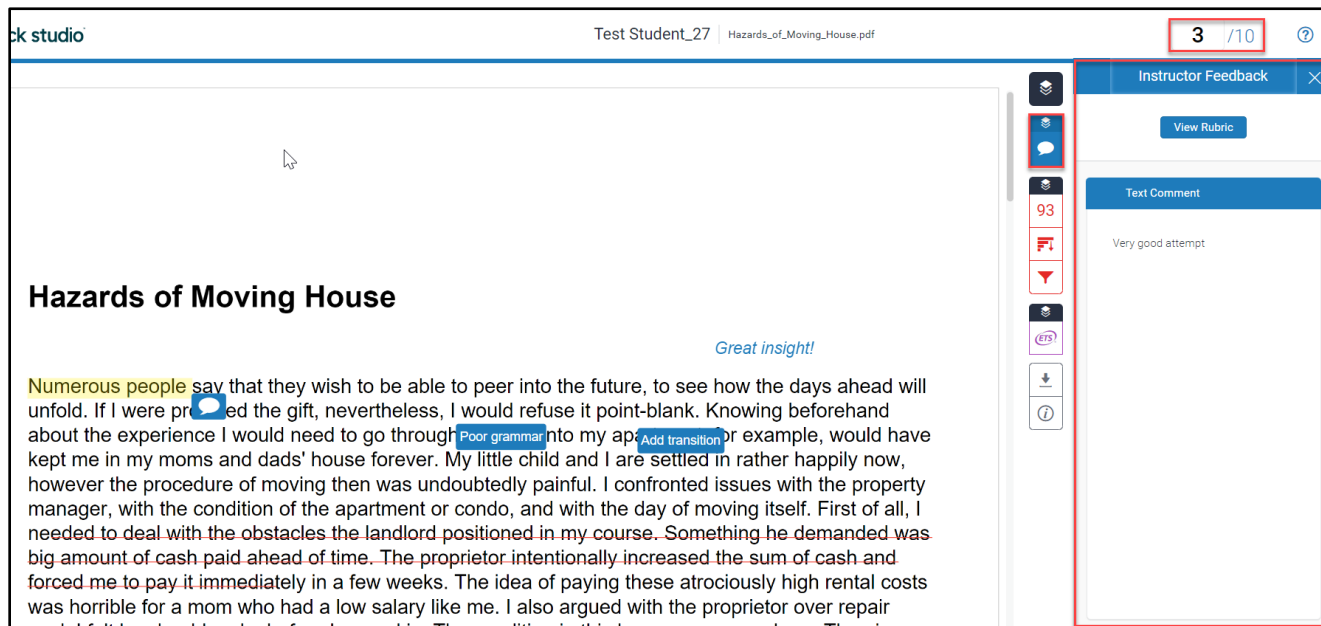 ck studio
Test Student_27 Hazards_of_Moving_House.pdf
3 /10
Instructor Feedback
View Rubric
Text Comment
Very good attempt
93
ETS
Hazards of Moving House
Great insight!
Numerous people say that they wish to be able to peer into the future, to see how the days ahead will
unfold. If I were ed the gift, nevertheless, I would refuse it point-blank. Knowing beforehand
about the experience I would need to go through Poor grammar nto my Add transition or example, would have
kept me in my moms and dads' house forever. My little child and I are settled in rather happily now,
however the procedure of moving then was undoubtedly painful. I confronted issues with the property
manager, with the condition of the apartment or condo, and with the day of moving itself. First of all, I
needed to deal with the obstacles the landlord positioned in my course. Something he demanded was
big amount of cash paid ahead of time. The proprietor intentionally increased the sum of cash and
forced me to pay it immediately in a few weeks. The idea of paying these atrociously high rental costs
was horrible for a mom who had a low salary like me. I also argued with the proprietor over repair